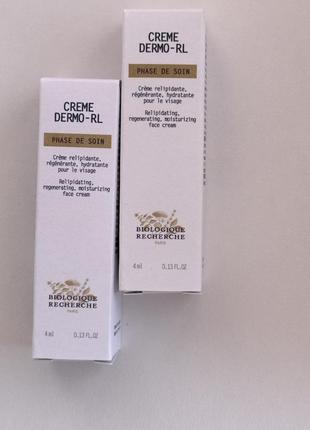 CREME
DERMO-RL
PHASE DE SOIN
Crème relipidante,
régénérante, hydratante
pour le visage
Relipidating,
regenerating, moisturizing
face cream
BIOLOGIQUE
RECHERCHE
PARIS
4 ml 0.13 FL.OZ
CREME
DERMO-RL
PHASE DE SOIN
Crème relipidante,
régénérante, hydratante
pour le visage
Relipidating,
regenerating, moisturizing
face cream
BIOLOGIQUE
RECHERCHE
PARIS
4 ml 0.13 FL.OZ